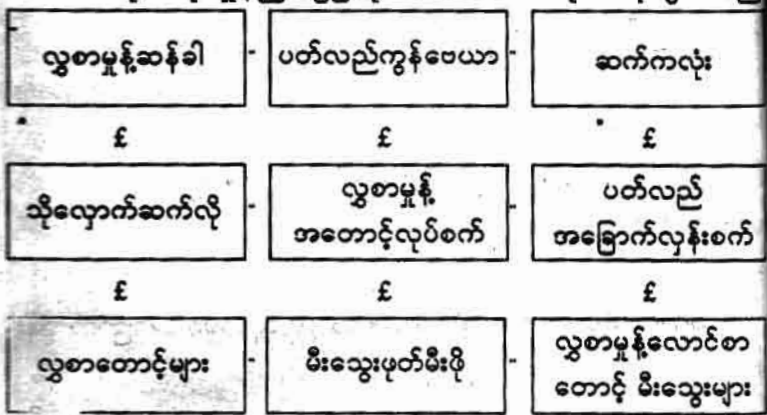 လွှစာမှုန့်ဆန်ခါ - ပတ်လည်ကွန်ဗေယာ - ဆက်ကလုံး
£ £ £
သိုလှောက်ဆက်လို - လွှစာမှုန့် - ပတ်လည်
အတောင့်လုပ်စက် အခြောက်လှန်းစက်
£ £ £
လွှစာတောင့်များ - မီးသွေးဖုတ်မီးဖို - လွှစာမှုန့်လောင်စာ
တောင့် မီးသွေးများ